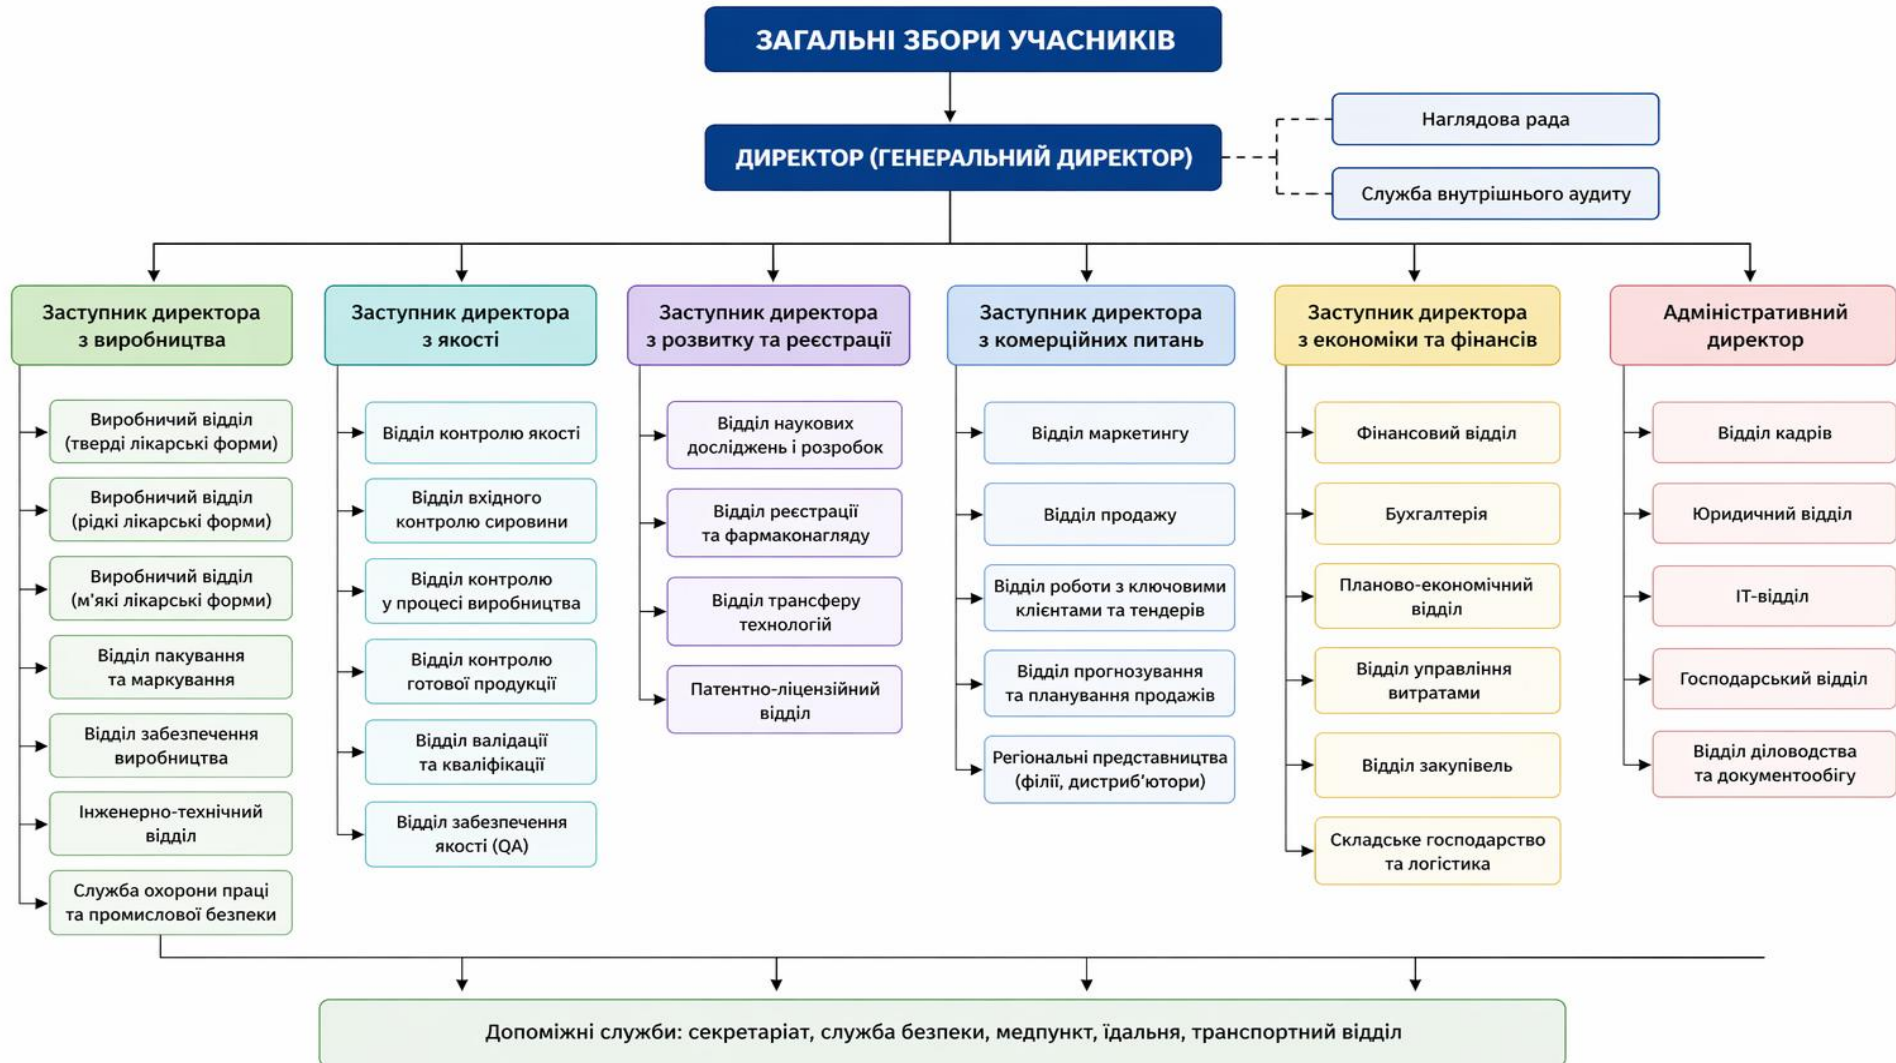 ЗАГАЛЬНІ ЗБОРИ УЧАСНИКІВ
ДИРЕКТОР (ГЕНЕРАЛЬНИЙ ДИРЕКТОР)
Наглядова рада
Служба внутрішнього аудиту
Заступник директора
з виробництва
Виробничий відділ
(тверді лікарські форми)
Виробничий відділ
(рідкі лікарські форми)
Виробничий відділ
(м'які лікарські форми)
Відділ пакування
та маркування
Відділ забезпечення
виробництва
Інженерно-технічний
відділ
Служба охорони праці
та промислової безпеки
Заступник директора
з якості
Відділ контролю якості
Відділ вхідного
контролю сировини
Відділ контролю
у процесі виробництва
Відділ контролю
готової продукції
Відділ валідації
та кваліфікації
Відділ забезпечення
якості (QA)
Заступник директора
з розвитку та реєстрації
Відділ наукових
досліджень і розробок
Відділ реєстрації
та фармаконагляду
Відділ трансферу
технологій
Патентно-ліцензійний
відділ
Заступник директора
з комерційних питань
Відділ маркетингу
Відділ продажу
Відділ роботи з ключовими
клієнтами та тендерів
Відділ прогнозування
та планування продажів
Регіональні представництва
(філії, дистриб'ютори)
Заступник директора
з економіки та фінансів
Фінансовий відділ
Бухгалтерія
Планово-економічний
відділ
Відділ управління
витратами
Відділ закупівель
Складське господарство
та логістика
Адміністративний
директор
Відділ кадрів
Юридичний відділ
ІТ-відділ
Господарський відділ
Відділ діловодства
та документообігу
Допоміжні служби: секретаріат, служба безпеки, медпункт, їдальня, транспортний відділ